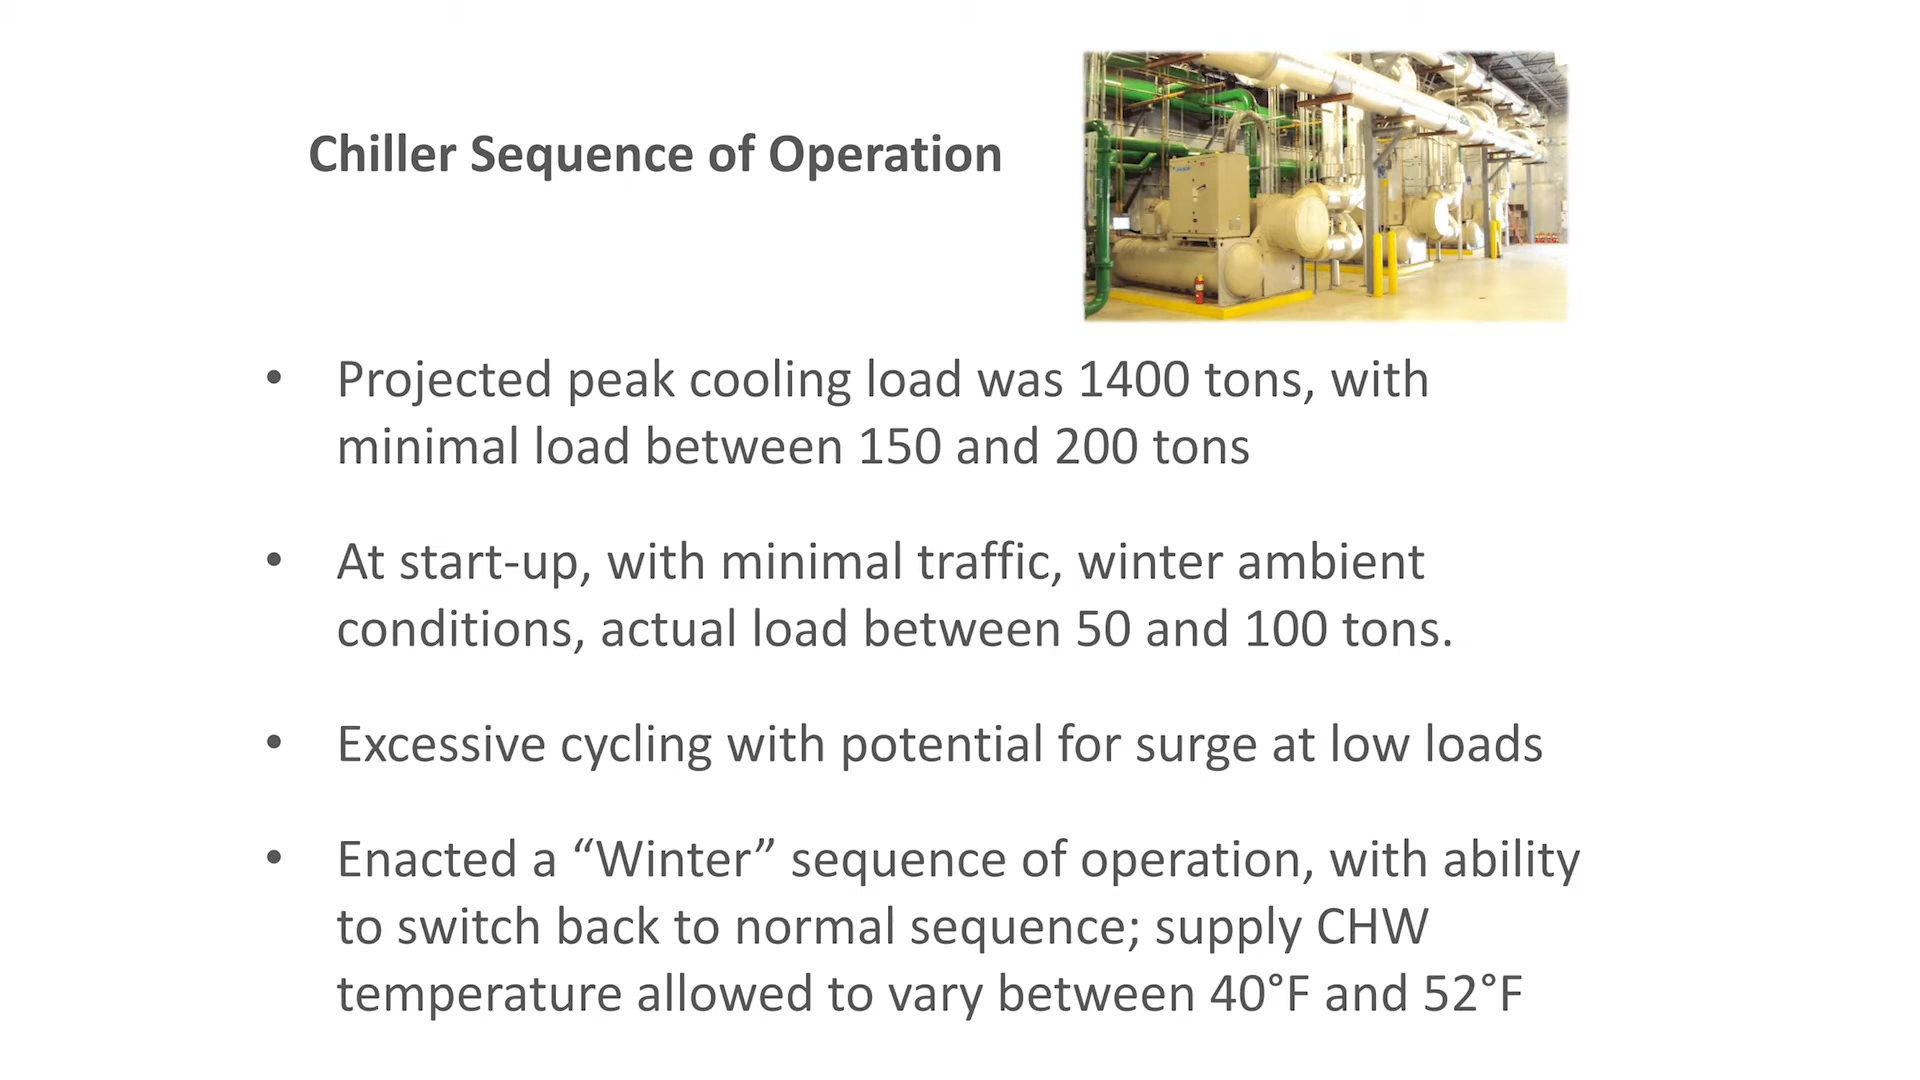 Chiller Sequence of Operation
• Projected peak cooling load was 1400 tons, with
minimal load between 150 and 200 tons
• At start-up, with minimal traffic, winter ambient
conditions, actual load between 50 and 100 tons.
• Excessive cycling with potential for surge at low loads
• Enacted a “Winter” sequence of operation, with ability
to switch back to normal sequence; supply CHW
temperature allowed to vary between 40°F and 52°F